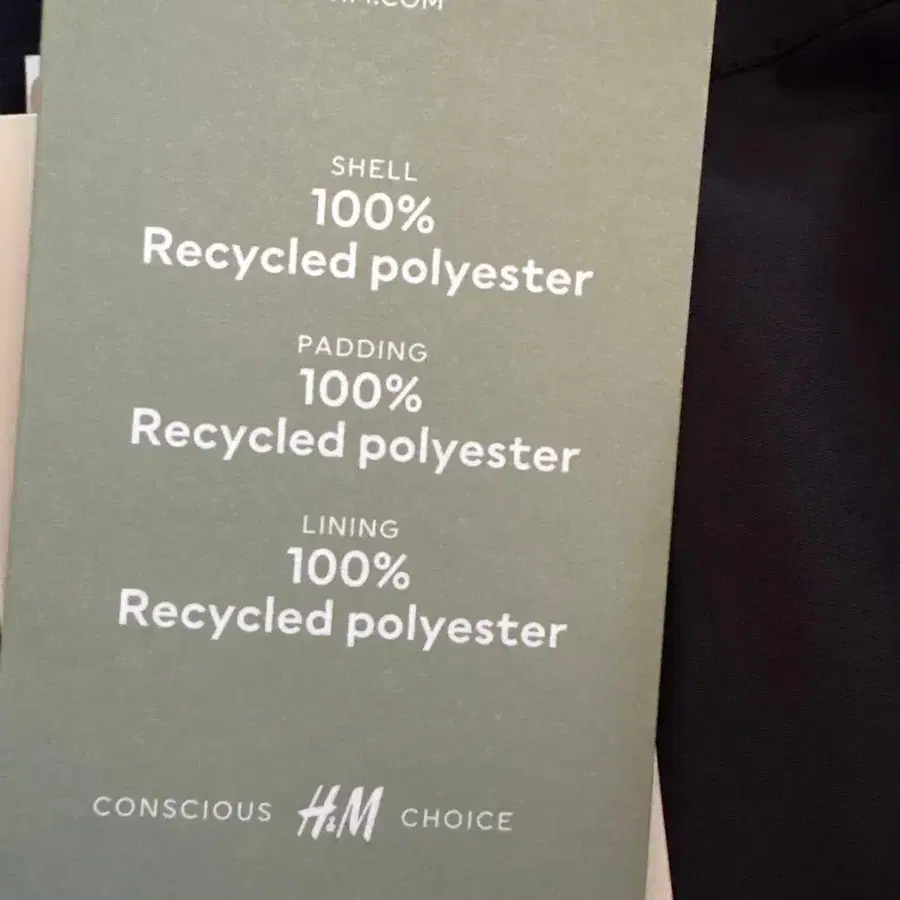 SHELL
100%
Recycled polyester
PADDING
100%
Recycled polyester
LINING
100%
Recycled polyester
CONSCIOUS H&M CHOICE